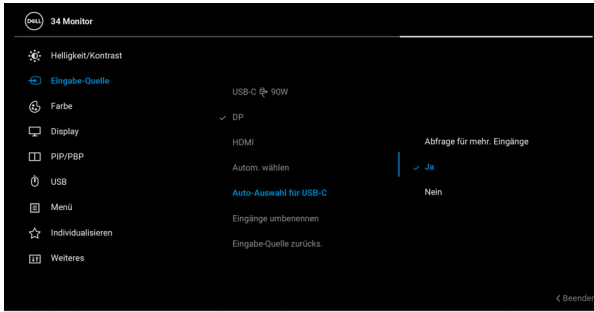 DELL 34 Monitor
Helligkeit/Kontrast
Eingabe-Quelle
Farbe
Display
PIP/PBP
USB
Menü
Individualisieren
Weiteres
USB-C 90W
DP
HDMI
Autom. wählen
Auto-Auswahl für USB-C
Eingänge umbenennen
Eingabe-Quelle zurücks.
Abfrage für mehr. Eingänge
Ja
Nein
Beenden